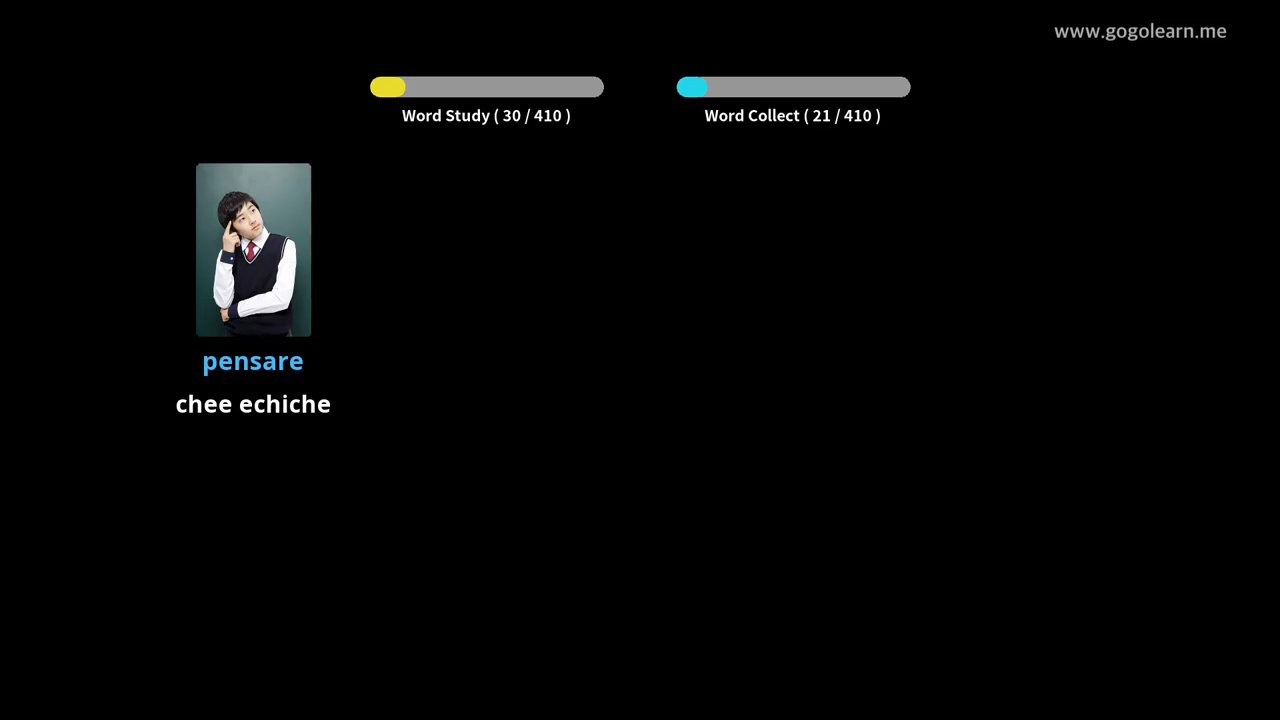 www.gogolearn.me
Word Study ( 30 / 410 )
Word Collect ( 21 / 410 )
pensare
chee echiche